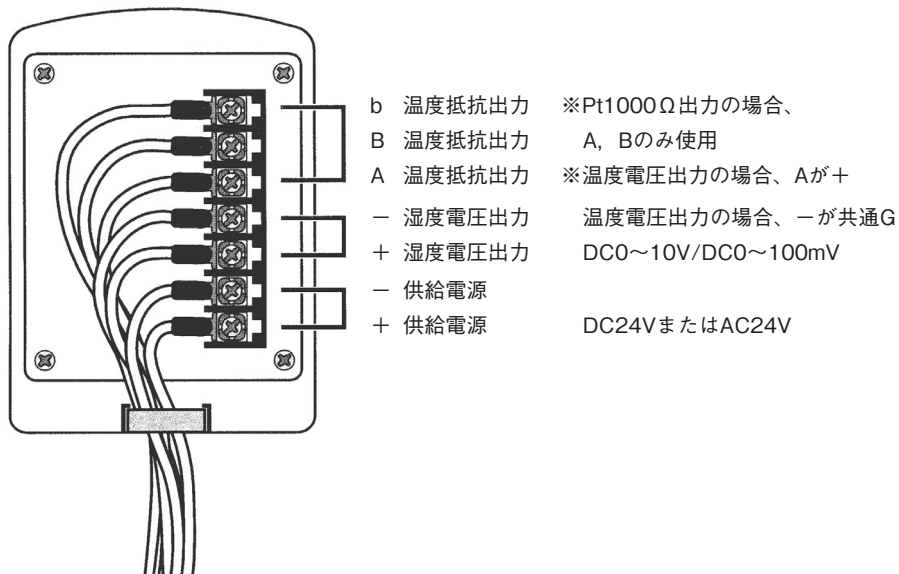 b 温度抵抗出力 ※Pt1000Ω出力の場合、
B 温度抵抗出力 A，Bのみ使用
A 温度抵抗出力 ※温度電圧出力の場合、Aが＋
－ 湿度電圧出力 温度電圧出力の場合、－が共通G
＋ 湿度電圧出力 DC0〜10V/DC0〜100mV
－ 供給電源
＋ 供給電源 DC24VまたはAC24V